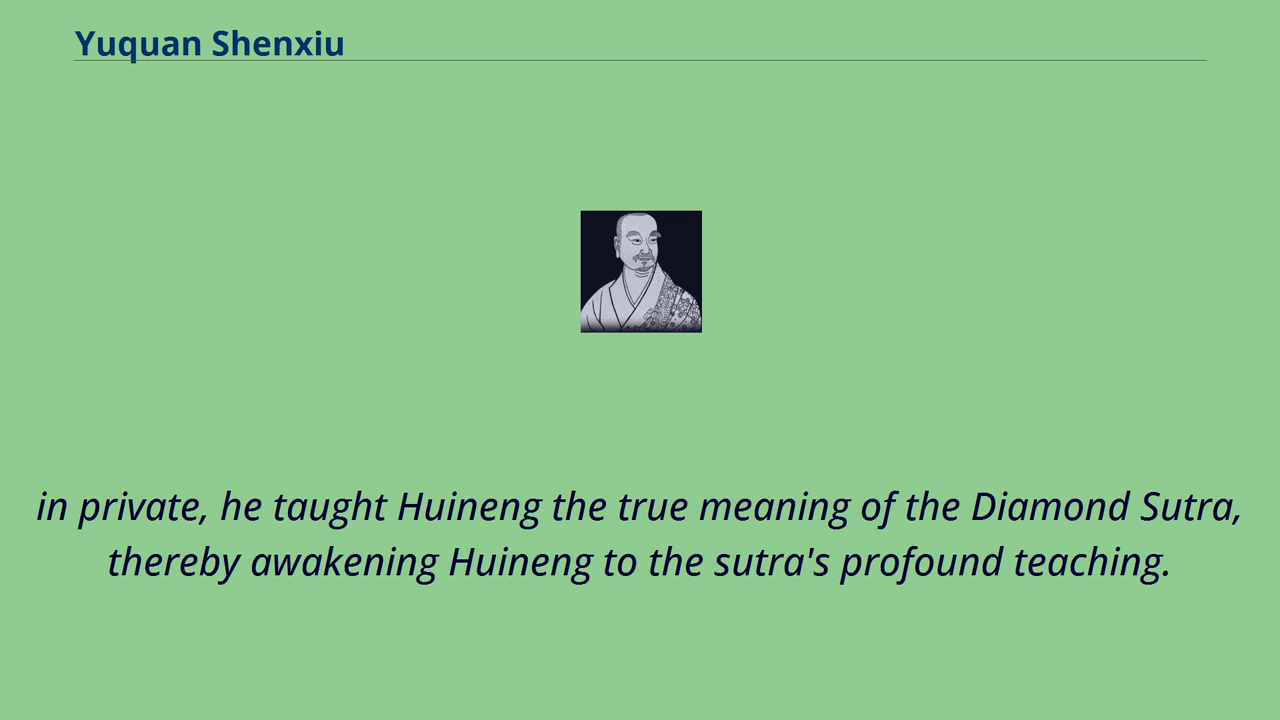 Yuquan Shenxiu
in private, he taught Huineng the true meaning of the Diamond Sutra,
thereby awakening Huineng to the sutra's profound teaching.